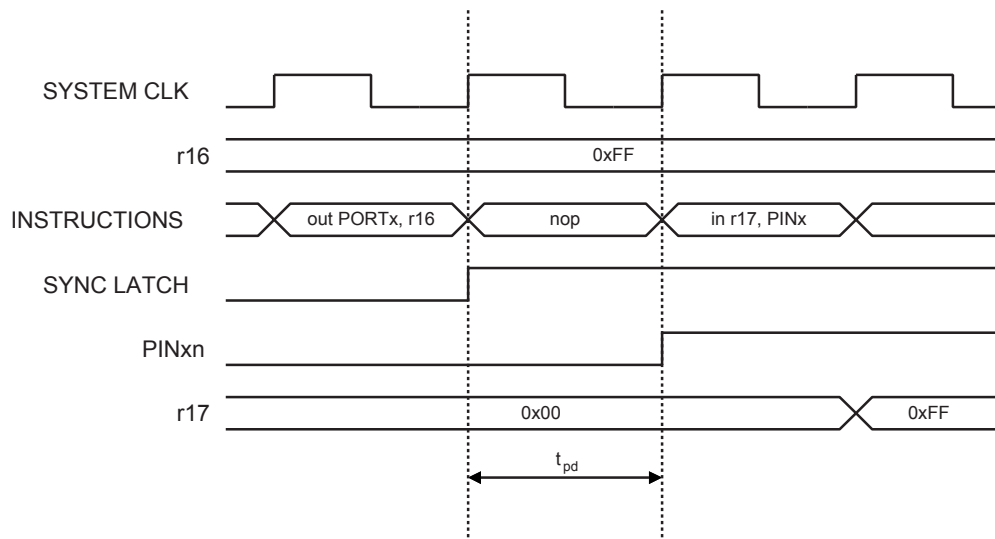 SYSTEM CLK
r16
0xFF
INSTRUCTIONS
out PORTx, r16
nop
in r17, PINx
SYNC LATCH
PINxn
r17
0x00
0xFF
tpd